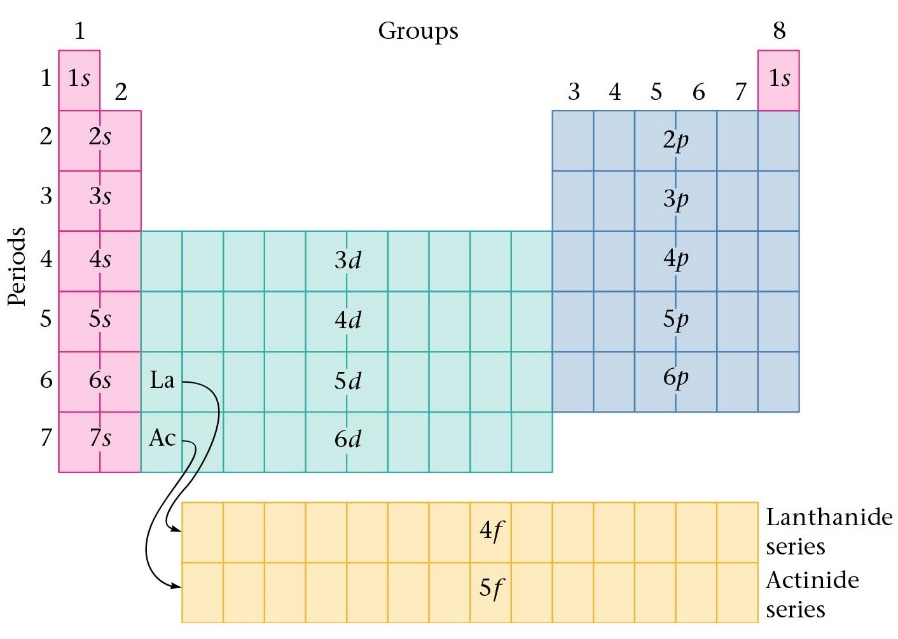 1 Groups 8
1 1s 2 3 4 5 6 7 1s
2 2s 2p
3 3s 3p
Periods
4 4s 3d 4p
5 5s 4d 5p
6 6s La 5d 6p
7 7s Ac 6d
4f Lanthanide
series
5f Actinide
series